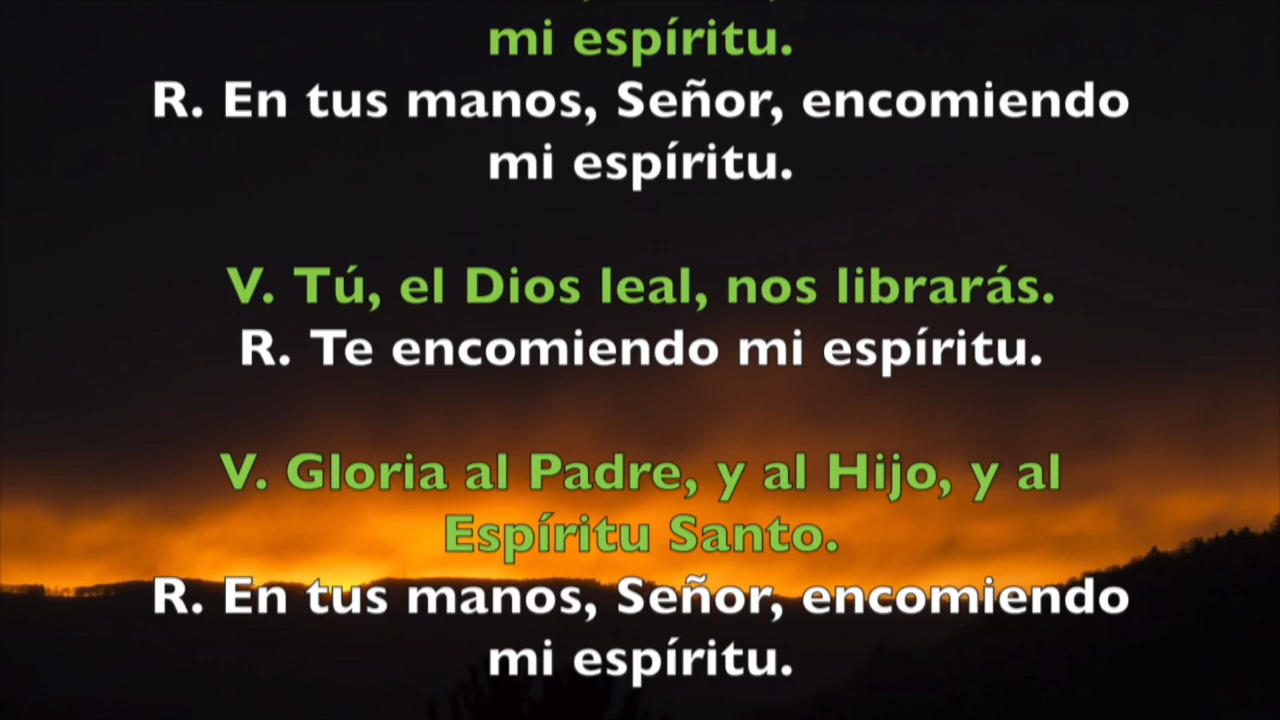 mi espíritu.
R. En tus manos, Señor, encomiendo
mi espíritu.
V. Tú, el Dios leal, nos librarás.
R. Te encomiendo mi espíritu.
V. Gloria al Padre, y al Hijo, y al
Espíritu Santo.
R. En tus manos, Señor, encomiendo
mi espíritu.